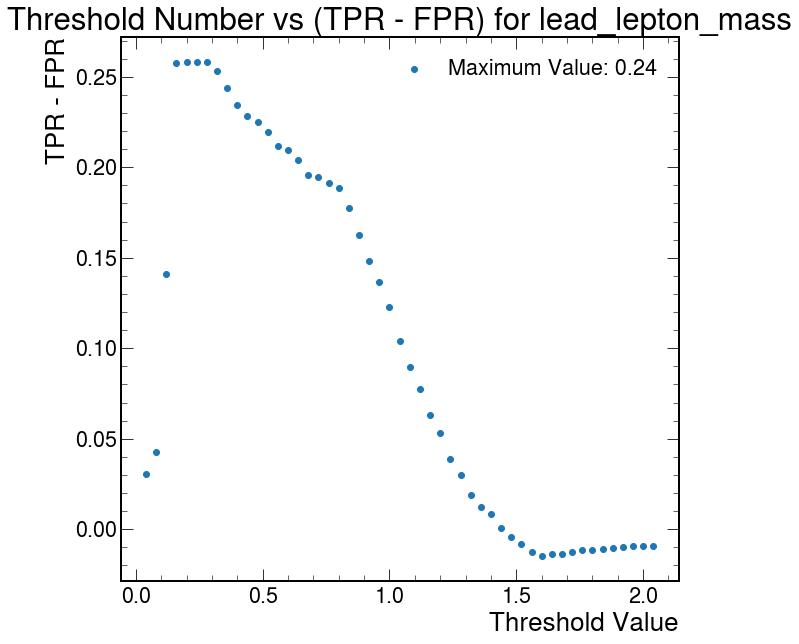 Threshold Number vs (TPR - FPR) for lead_lepton_mass
TPR - FPR
Maximum Value: 0.24
0.25
0.20
0.15
0.10
0.05
0.00
0.0 0.5 1.0 1.5 2.0
Threshold Value